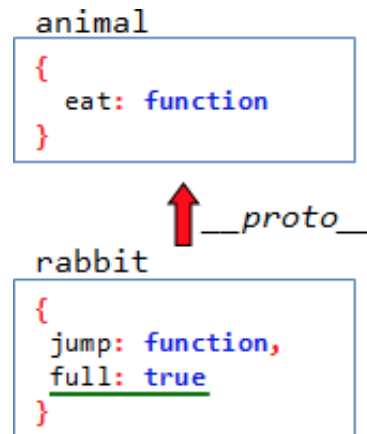 animal
{
eat: function
}
__proto__
rabbit
{
jump: function,
full: true
}